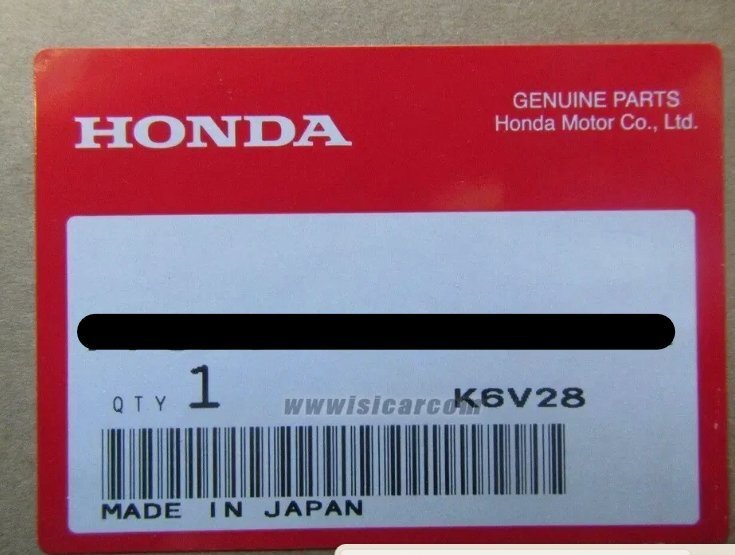 HONDA
GENUINE PARTS
Honda Motor Co., Ltd.
QTY 1
wwwisicarcom
K6V28
MADE IN JAPAN